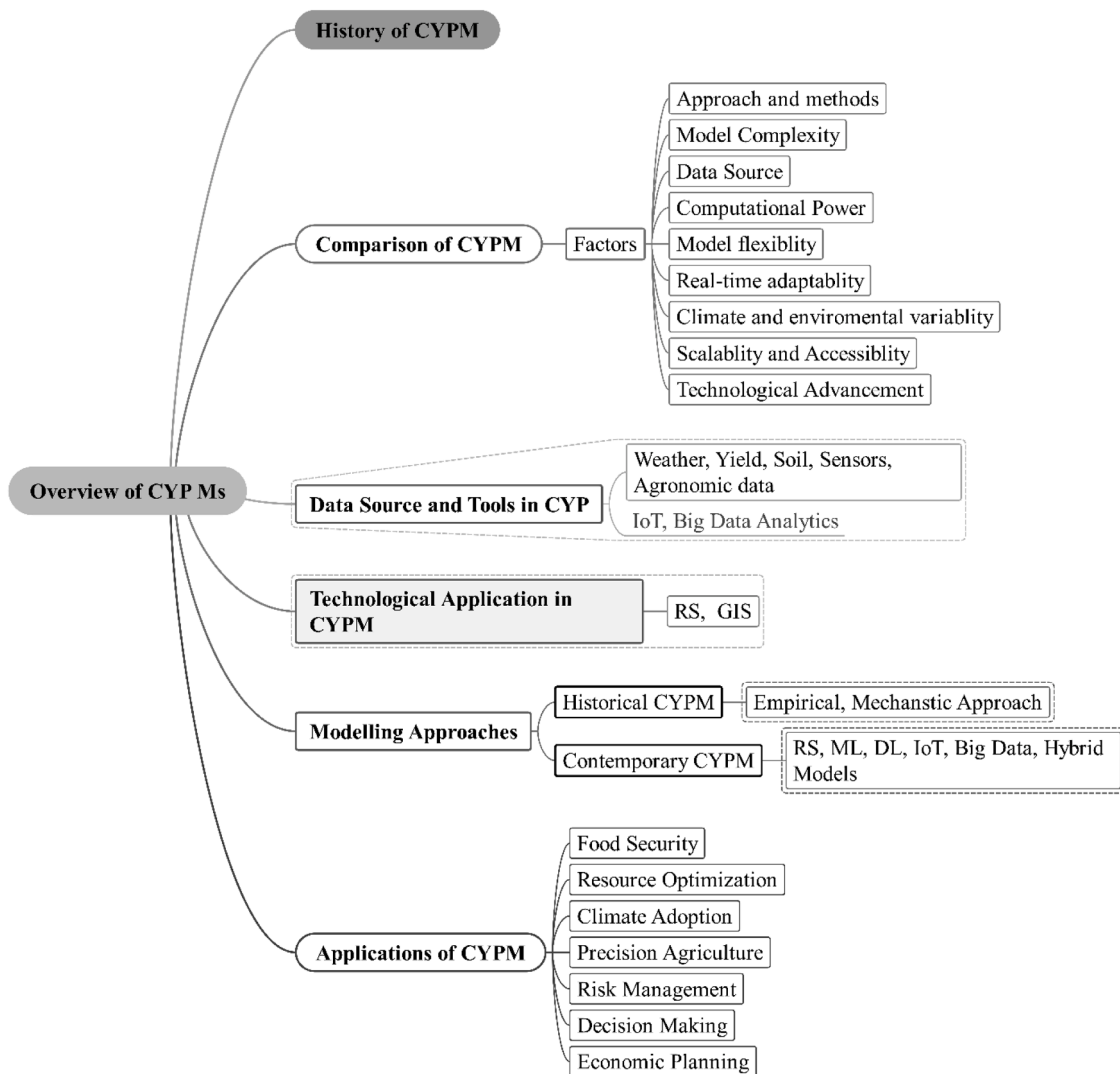 History of CYPM
Approach and methods
Model Complexity
Data Source
Computational Power
Comparison of CYPM
Factors
Model flexiblity
Real-time adaptablity
Climate and enviromental variablity
Scalablity and Accessiblity
Technological Advancement
Overview of CYP Ms
Data Source and Tools in CYP
Weather, Yield, Soil, Sensors,
Agronomic data
IoT, Big Data Analytics
Technological Application in
CYPM
RS, GIS
Modelling Approaches
Historical CYPM
Empirical, Mechanstic Approach
Contemporary CYPM
RS, ML, DL, IoT, Big Data, Hybrid
Models
Applications of CYPM
Food Security
Resource Optimization
Climate Adoption
Precision Agriculture
Risk Management
Decision Making
Economic Planning